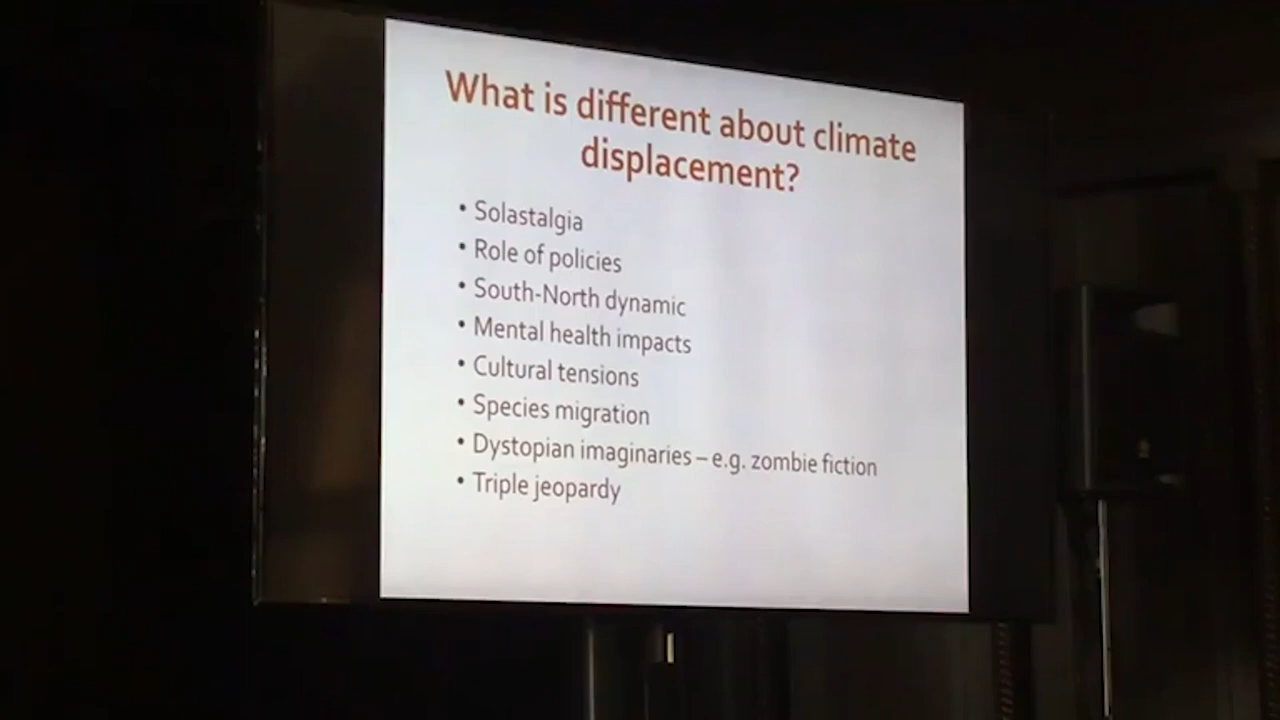 What is different about climate
displacement?
• Solastalgia
• Role of policies
• South-North dynamic
• Mental health impacts
• Cultural tensions
• Species migration
• Dystopian imaginaries – e.g. zombie fiction
• Triple jeopardy